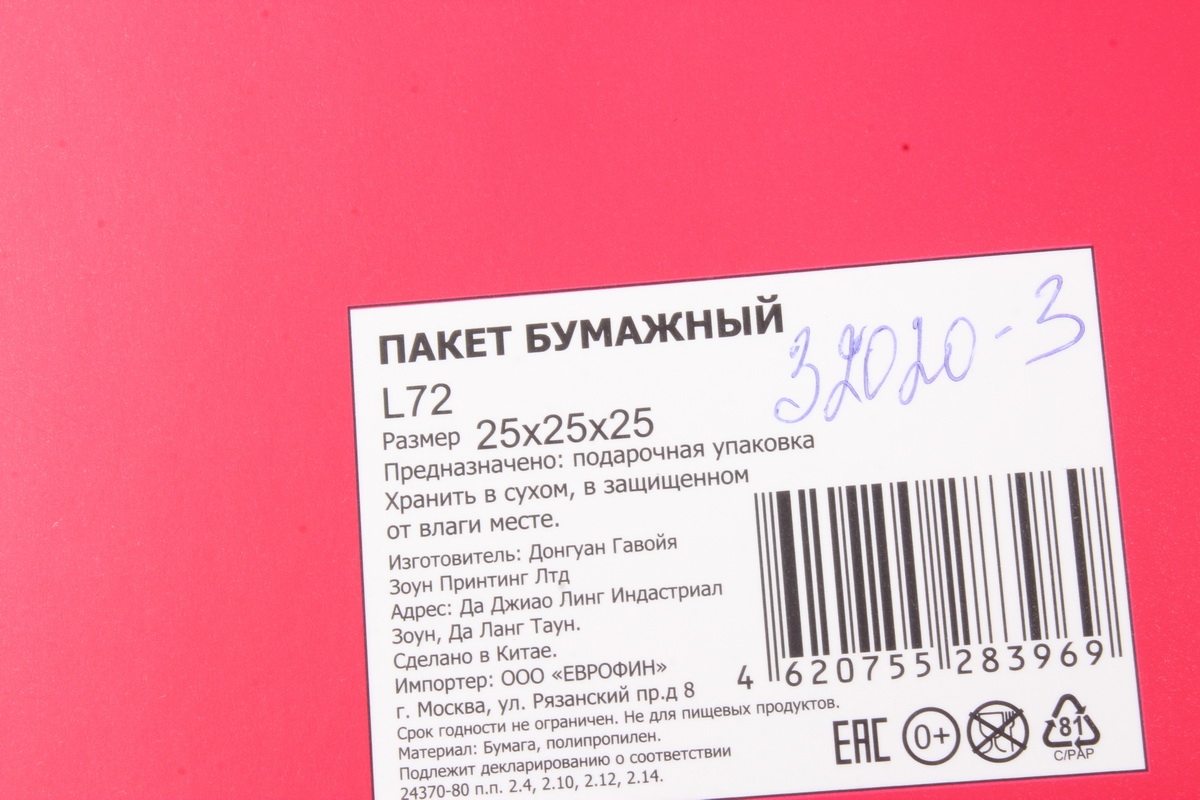 ПАКЕТ БУМАЖНЫЙ
32020-3
L72
Размер 25x25x25
Предназначено: подарочная упаковка
Хранить в сухом, в защищенном
от влаги месте.
Изготовитель: Донгуан Гавойя
Зоун Принтинг Лтд
Адрес: Да Джиао Линг Индастриал
Зоун, Да Ланг Таун.
Сделано в Китае.
Импортер: ООО «ЕВРОФИН»
г. Москва, ул. Рязанский пр.д 8
Срок годности не ограничен. Не для пищевых продуктов.
Материал: Бумага, полипропилен.
Подлежит декларированию о соответствии
24370-80 п.п. 2.4, 2.10, 2.12, 2.14.
4 620755 283969
EAC 0+ 81
C/PAP